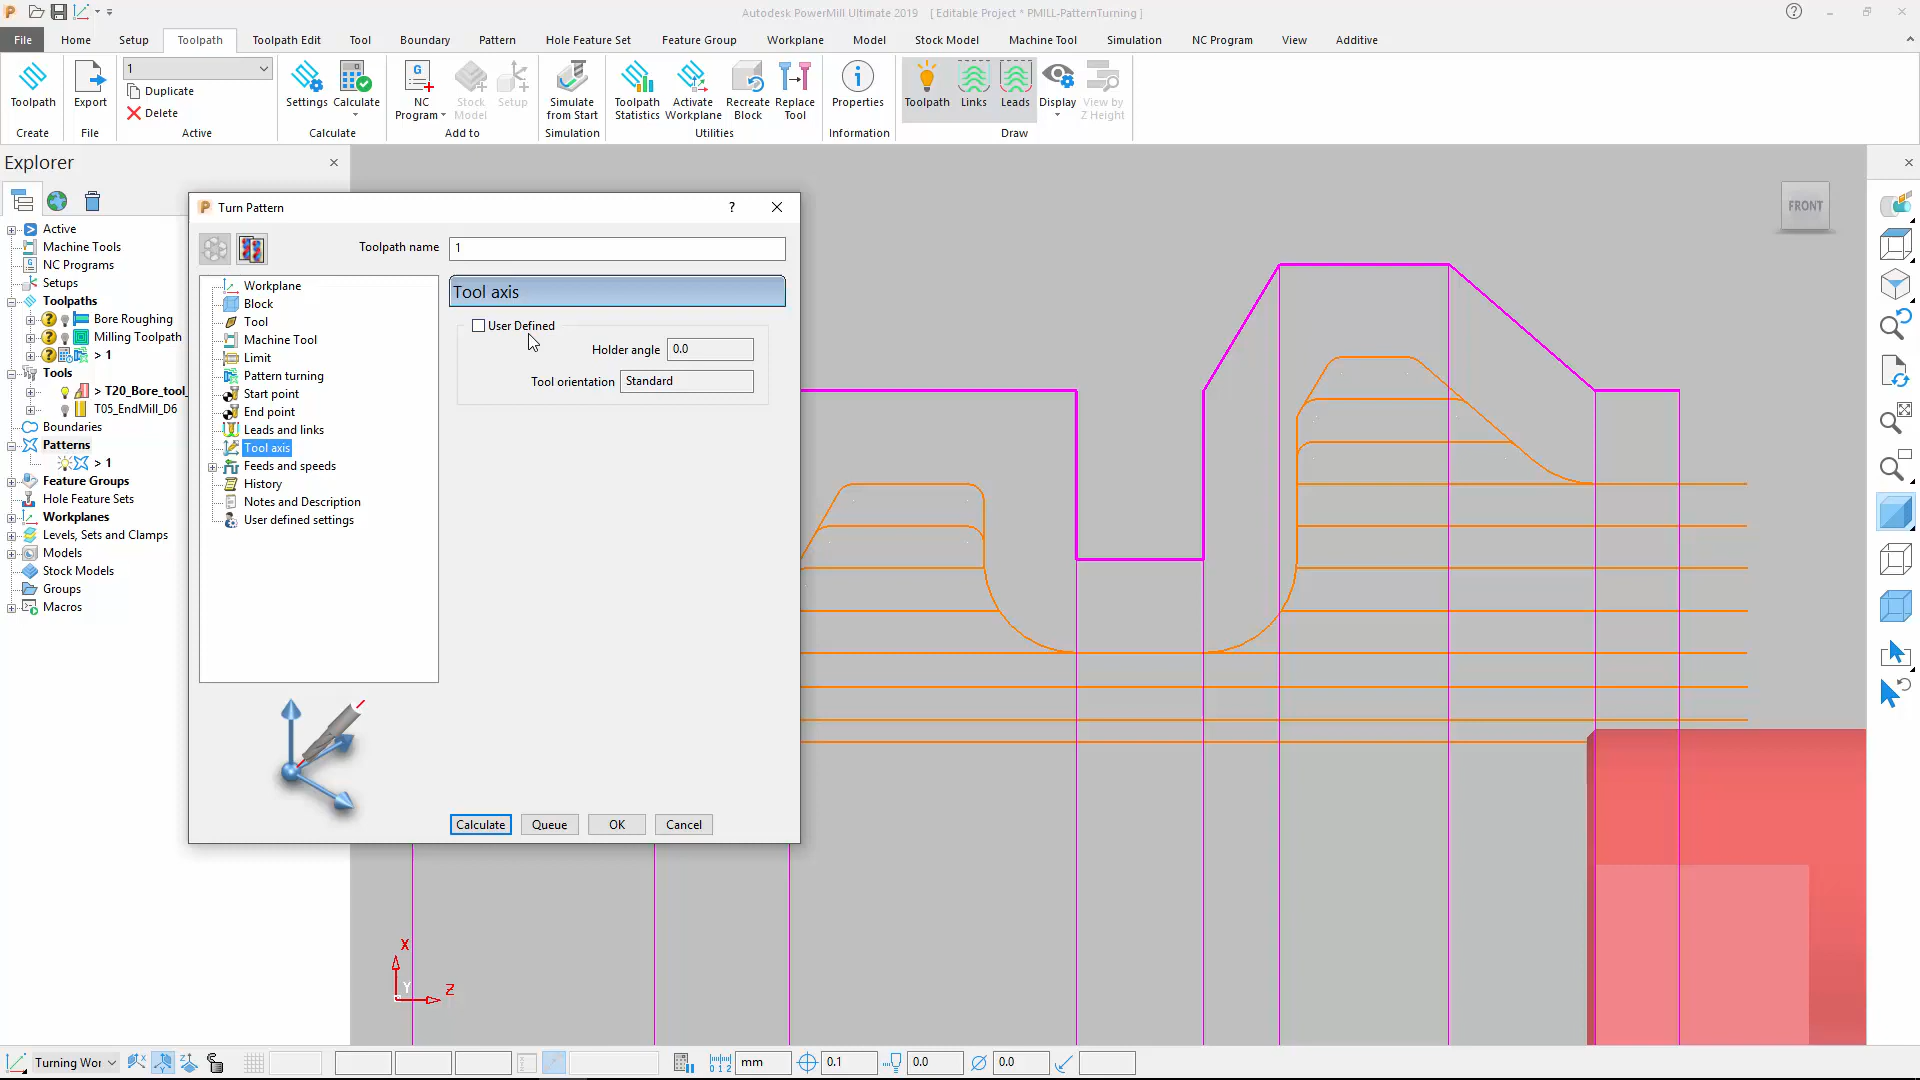 Autodesk PowerMill Ultimate 2019 [ Editable Project * PMILL-PatternTurning ]
File Home Setup Toolpath Toolpath Edit Tool Boundary Pattern Hole Feature Set Feature Group Workplane Model Stock Model Machine Tool Simulation NC Program View Additive
Toolpath
Create
Export
File
1
Duplicate
Delete
Active
Settings
Calculate
Calculate
NC Program
Stock Model
Setup
Add to
Simulate from Start
Simulation
Toolpath Statistics
Activate Workplane
Recreate Block
Replace Tool
Utilities
Properties
Information
Toolpath
Links
Leads
Display
View by Z Height
Draw
Explorer
Active
Machine Tools
NC Programs
Setups
Toolpaths
Bore Roughing
Milling Toolpath
> 1
Tools
> T20_Bore_tool_
T05_EndMill_D6
Boundaries
Patterns
> 1
Feature Groups
Hole Feature Sets
Workplanes
Levels, Sets and Clamps
Models
Stock Models
Groups
Macros
Turn Pattern
?
Toolpath name 1
Workplane
Block
Tool
Machine Tool
Limit
Pattern turning
Start point
End point
Leads and links
Tool axis
Feeds and speeds
History
Notes and Description
User defined settings
Tool axis
User Defined
Holder angle 0.0
Tool orientation Standard
Calculate Queue OK Cancel
FRONT
X
Y
Z
Turning Wor
mm
0.1
0.0
0.0